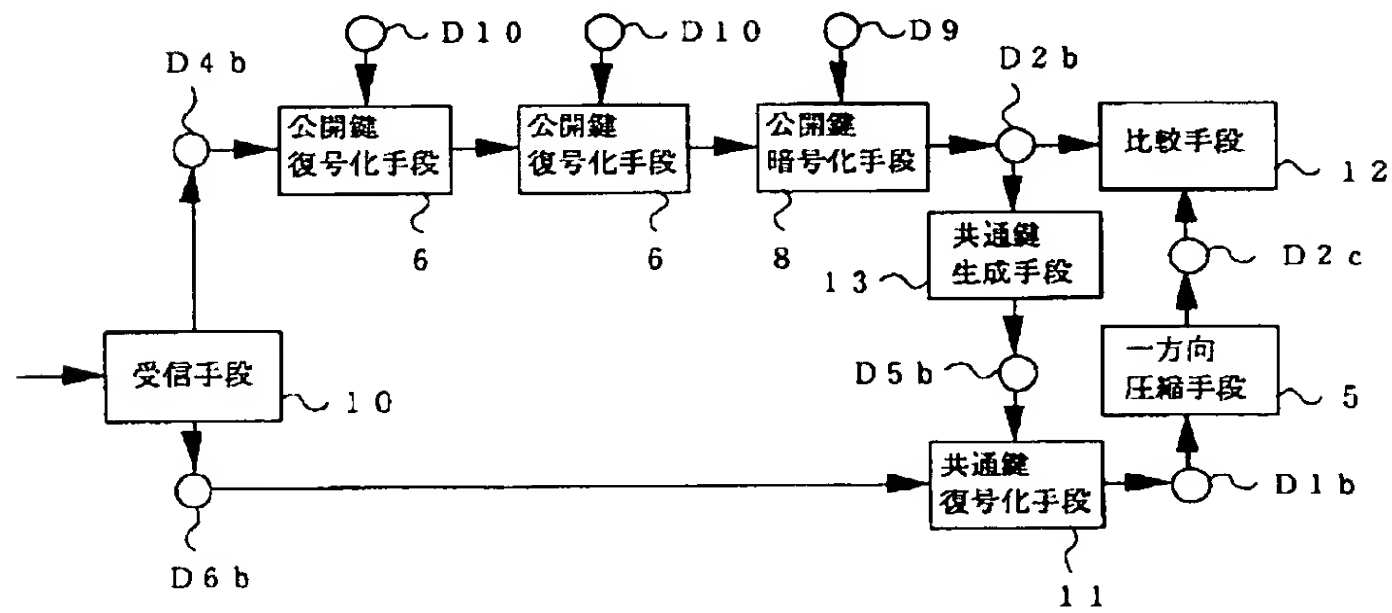 D10
D10
D9
D4b
D2b
公開鍵
復号化手段
公開鍵
復号化手段
公開鍵
暗号化手段
比較手段
6
6
8
12
共通鍵
生成手段
13
D2c
受信手段
10
D5b
一方向
圧縮手段
5
共通鍵
復号化手段
D1b
D6b
11